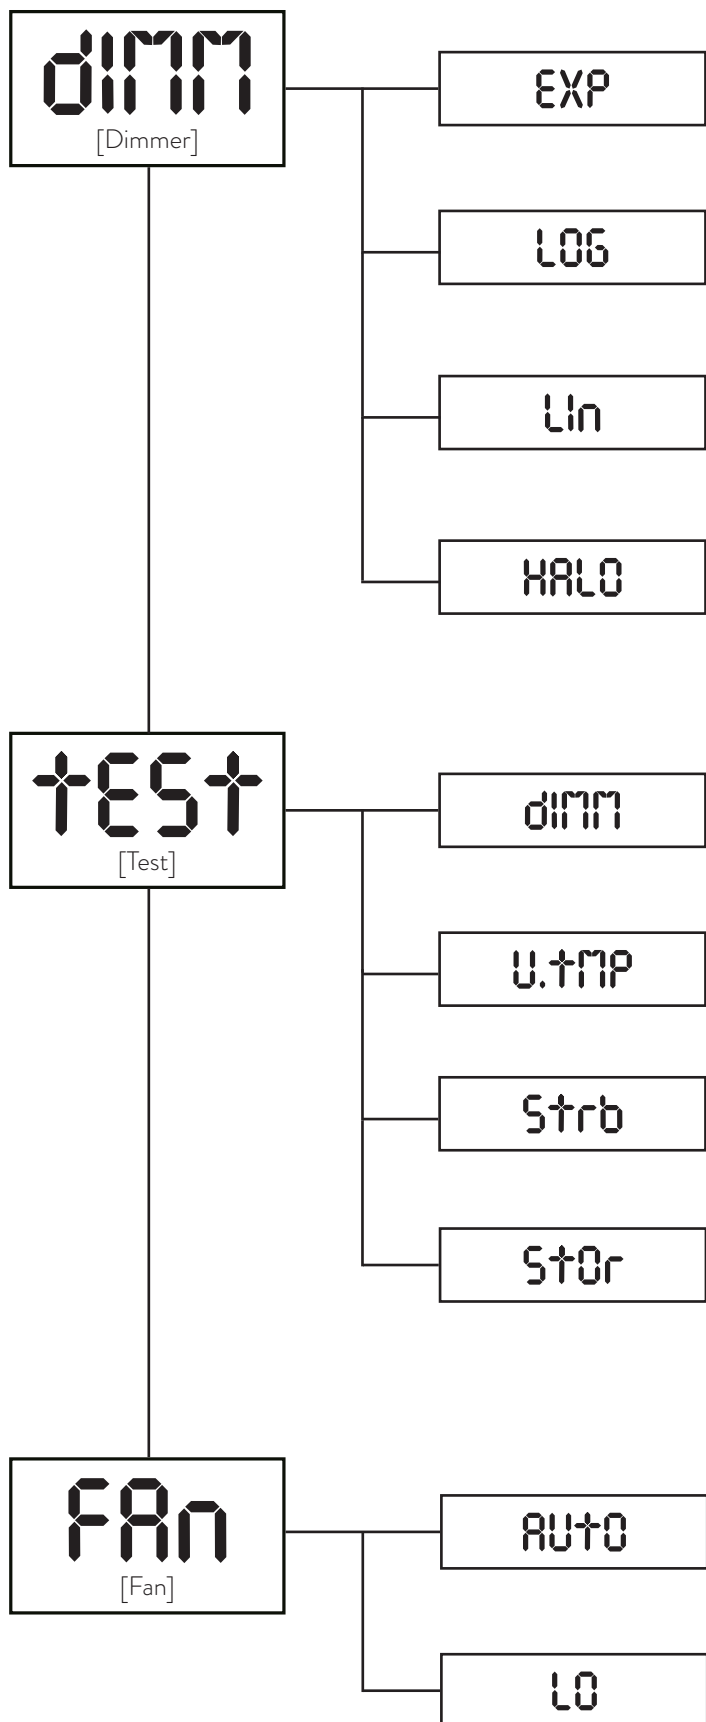 dIMM
[Dimmer]
EXP
LOG
LIn
HALO
tESt
[Test]
dIMM
U.tMP
Strb
StOr
FAn
[Fan]
AUtO
LO